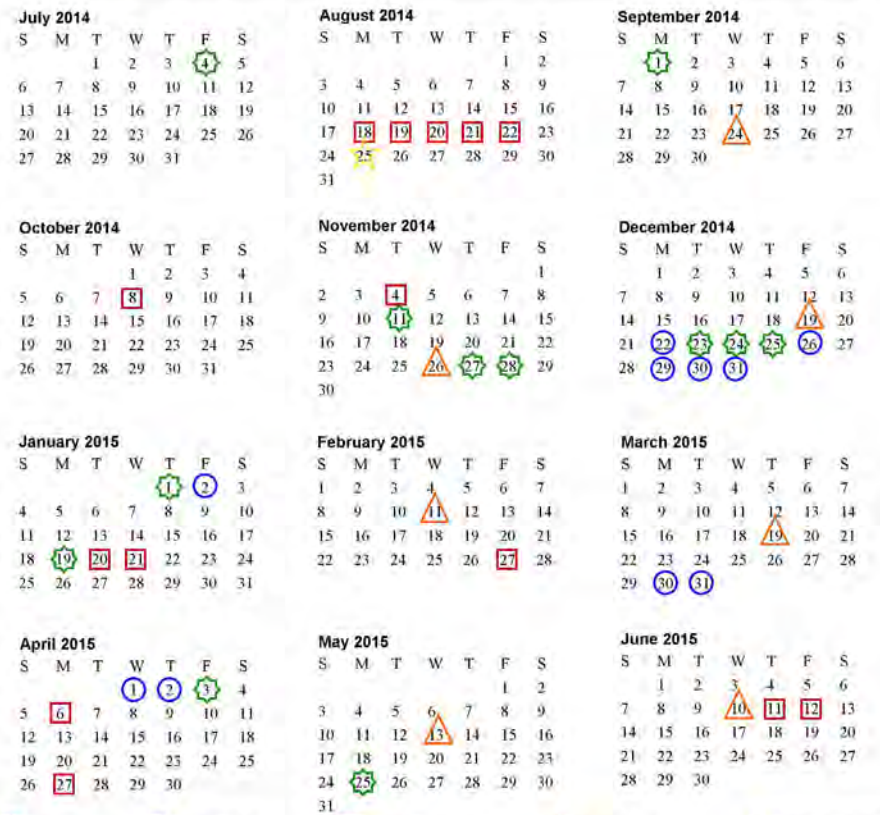 July 2014
S M T W T F S
1 2 3 4 5
6 7 8 9 10 11 12
13 14 15 16 17 18 19
20 21 22 23 24 25 26
27 28 29 30 31
August 2014
S M T W T F S
1 2
3 4 5 6 7 8 9
10 11 12 13 14 15 16
17 18 19 20 21 22 23
24 25 26 27 28 29 30
31
September 2014
S M T W T F S
1 2 3 4 5 6
7 8 9 10 11 12 13
14 15 16 17 18 19 20
21 22 23 24 25 26 27
28 29 30
October 2014
S M T W T F S
1 2 3 4
5 6 7 8 9 10 11
12 13 14 15 16 17 18
19 20 21 22 23 24 25
26 27 28 29 30 31
November 2014
S M T W T F S
1
2 3 4 5 6 7 8
9 10 11 12 13 14 15
16 17 18 19 20 21 22
23 24 25 26 27 28 29
30
December 2014
S M T W T F S
1 2 3 4 5 6
7 8 9 10 11 12 13
14 15 16 17 18 19 20
21 22 23 24 25 26 27
28 29 30 31
January 2015
S M T W T F S
1 2 3
4 5 6 7 8 9 10
11 12 13 14 15 16 17
18 19 20 21 22 23 24
25 26 27 28 29 30 31
February 2015
S M T W T F S
1 2 3 4 5 6 7
8 9 10 11 12 13 14
15 16 17 18 19 20 21
22 23 24 25 26 27 28
March 2015
S M T W T F S
1 2 3 4 5 6 7
8 9 10 11 12 13 14
15 16 17 18 19 20 21
22 23 24 25 26 27 28
29 30 31
April 2015
S M T W T F S
1 2 3 4
5 6 7 8 9 10 11
12 13 14 15 16 17 18
19 20 21 22 23 24 25
26 27 28 29 30
May 2015
S M T W T F S
1 2
3 4 5 6 7 8 9
10 11 12 13 14 15 16
17 18 19 20 21 22 23
24 25 26 27 28 29 30
31
June 2015
S M T W T F S
1 2 3 4 5 6
7 8 9 10 11 12 13
14 15 16 17 18 19 20
21 22 23 24 25 26 27
28 29 30